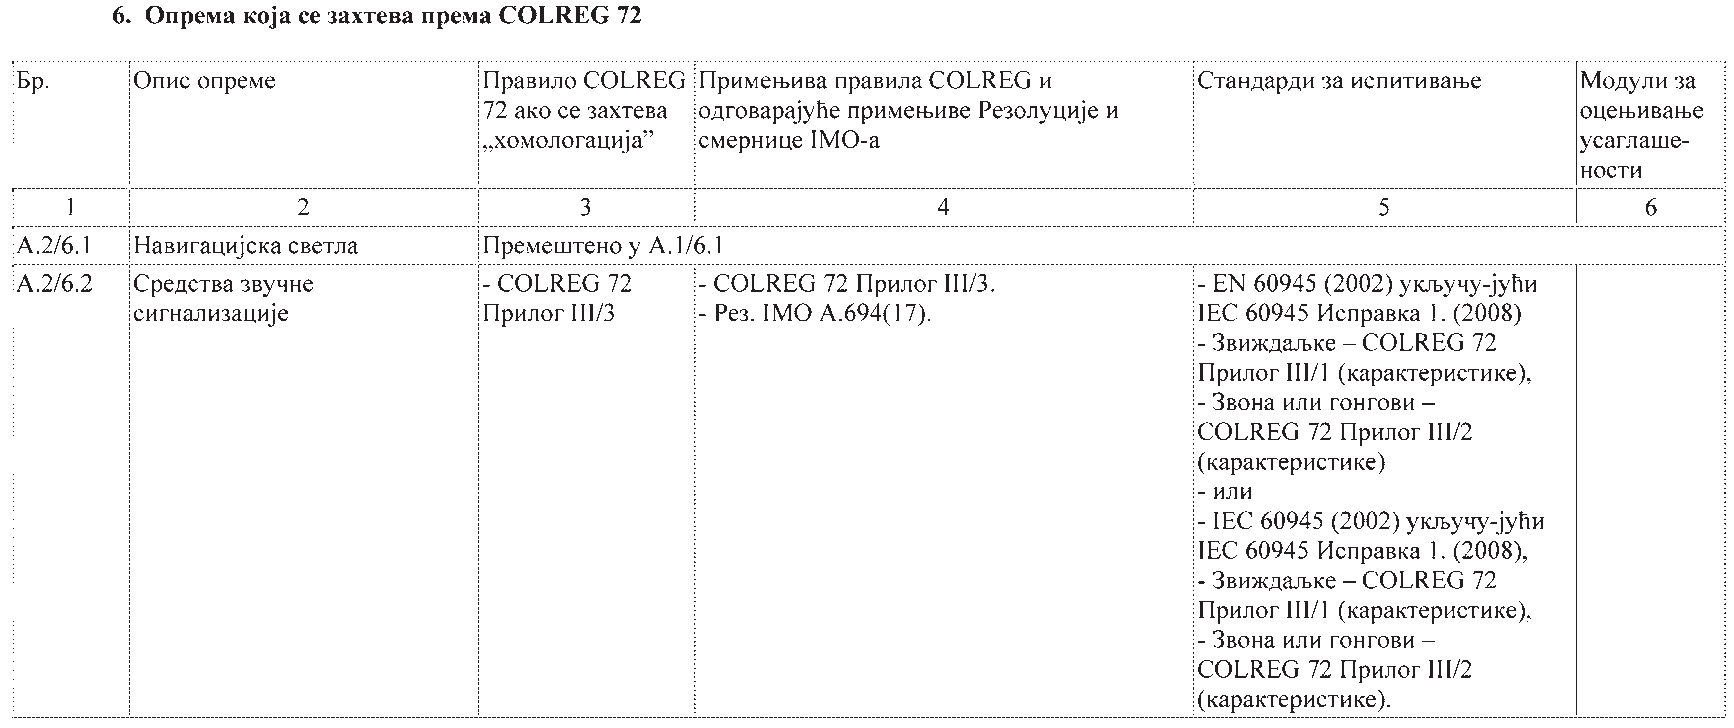 6. Опрема која се захтева према COLREG 72
Бр.
Опис опреме
Правило COLREG
72 ако се захтева
„хомологација”
Примењива правила COLREG и
одговарајуће примењиве Резолуције и
смернице IMO-а
Стандарди за испитивање
Модули за
оцењивање
усаглаше-
ности
1
2
3
4
5
6
А.2/6.1
Навигацијска светла
Премештено у А.1/6.1
А.2/6.2
Средства звучне
сигнализације
- COLREG 72
Прилог III/3
- COLREG 72 Прилог III/3.
- Рез. IMO А.694(17).
- EN 60945 (2002) укључу-јући
IEC 60945 Исправка 1. (2008)
- Звиждаљке – COLREG 72
Прилог III/1 (карактеристике),
- Звона или гонгови –
COLREG 72 Прилог III/2
(карактеристике)
- или
- IEC 60945 (2002) укључу-јући
IEC 60945 Исправка 1. (2008),
- Звиждаљке – COLREG 72
Прилог III/1 (карактеристике),
- Звона или гонгови –
COLREG 72 Прилог III/2
(карактеристике).